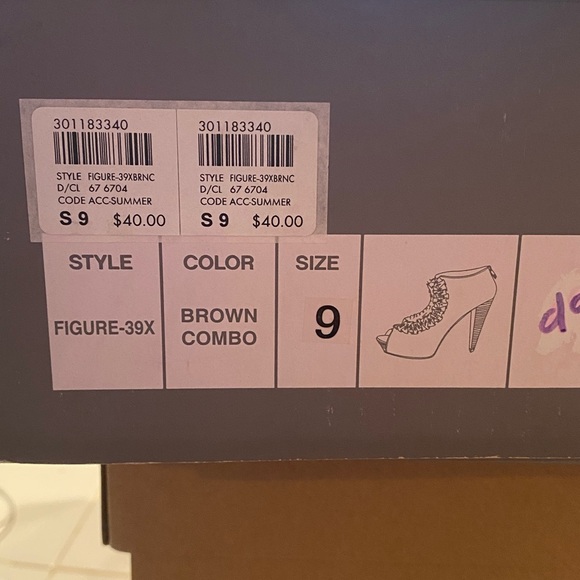 301183340
STYLE FIGURE-39XBRNC
D/CL 67 6704
CODE ACC-SUMMER
S 9 $40.00
301183340
STYLE FIGURE-39XBRNC
D/CL 67 6704
CODE ACC-SUMMER
S 9 $40.00
STYLE
FIGURE-39X
COLOR
BROWN
COMBO
SIZE
9